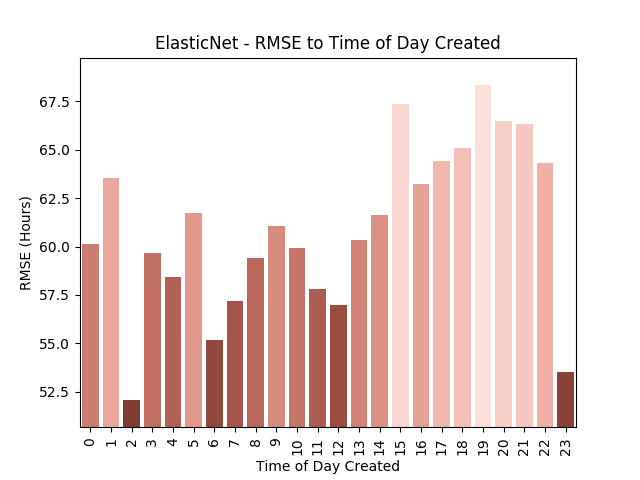 ElasticNet - RMSE to Time of Day Created
RMSE (Hours)
67.5
65.0
62.5
60.0
57.5
55.0
52.5
0 1 2 3 4 5 6 7 8 9 10 11 12 13 14 15 16 17 18 19 20 21 22 23
Time of Day Created